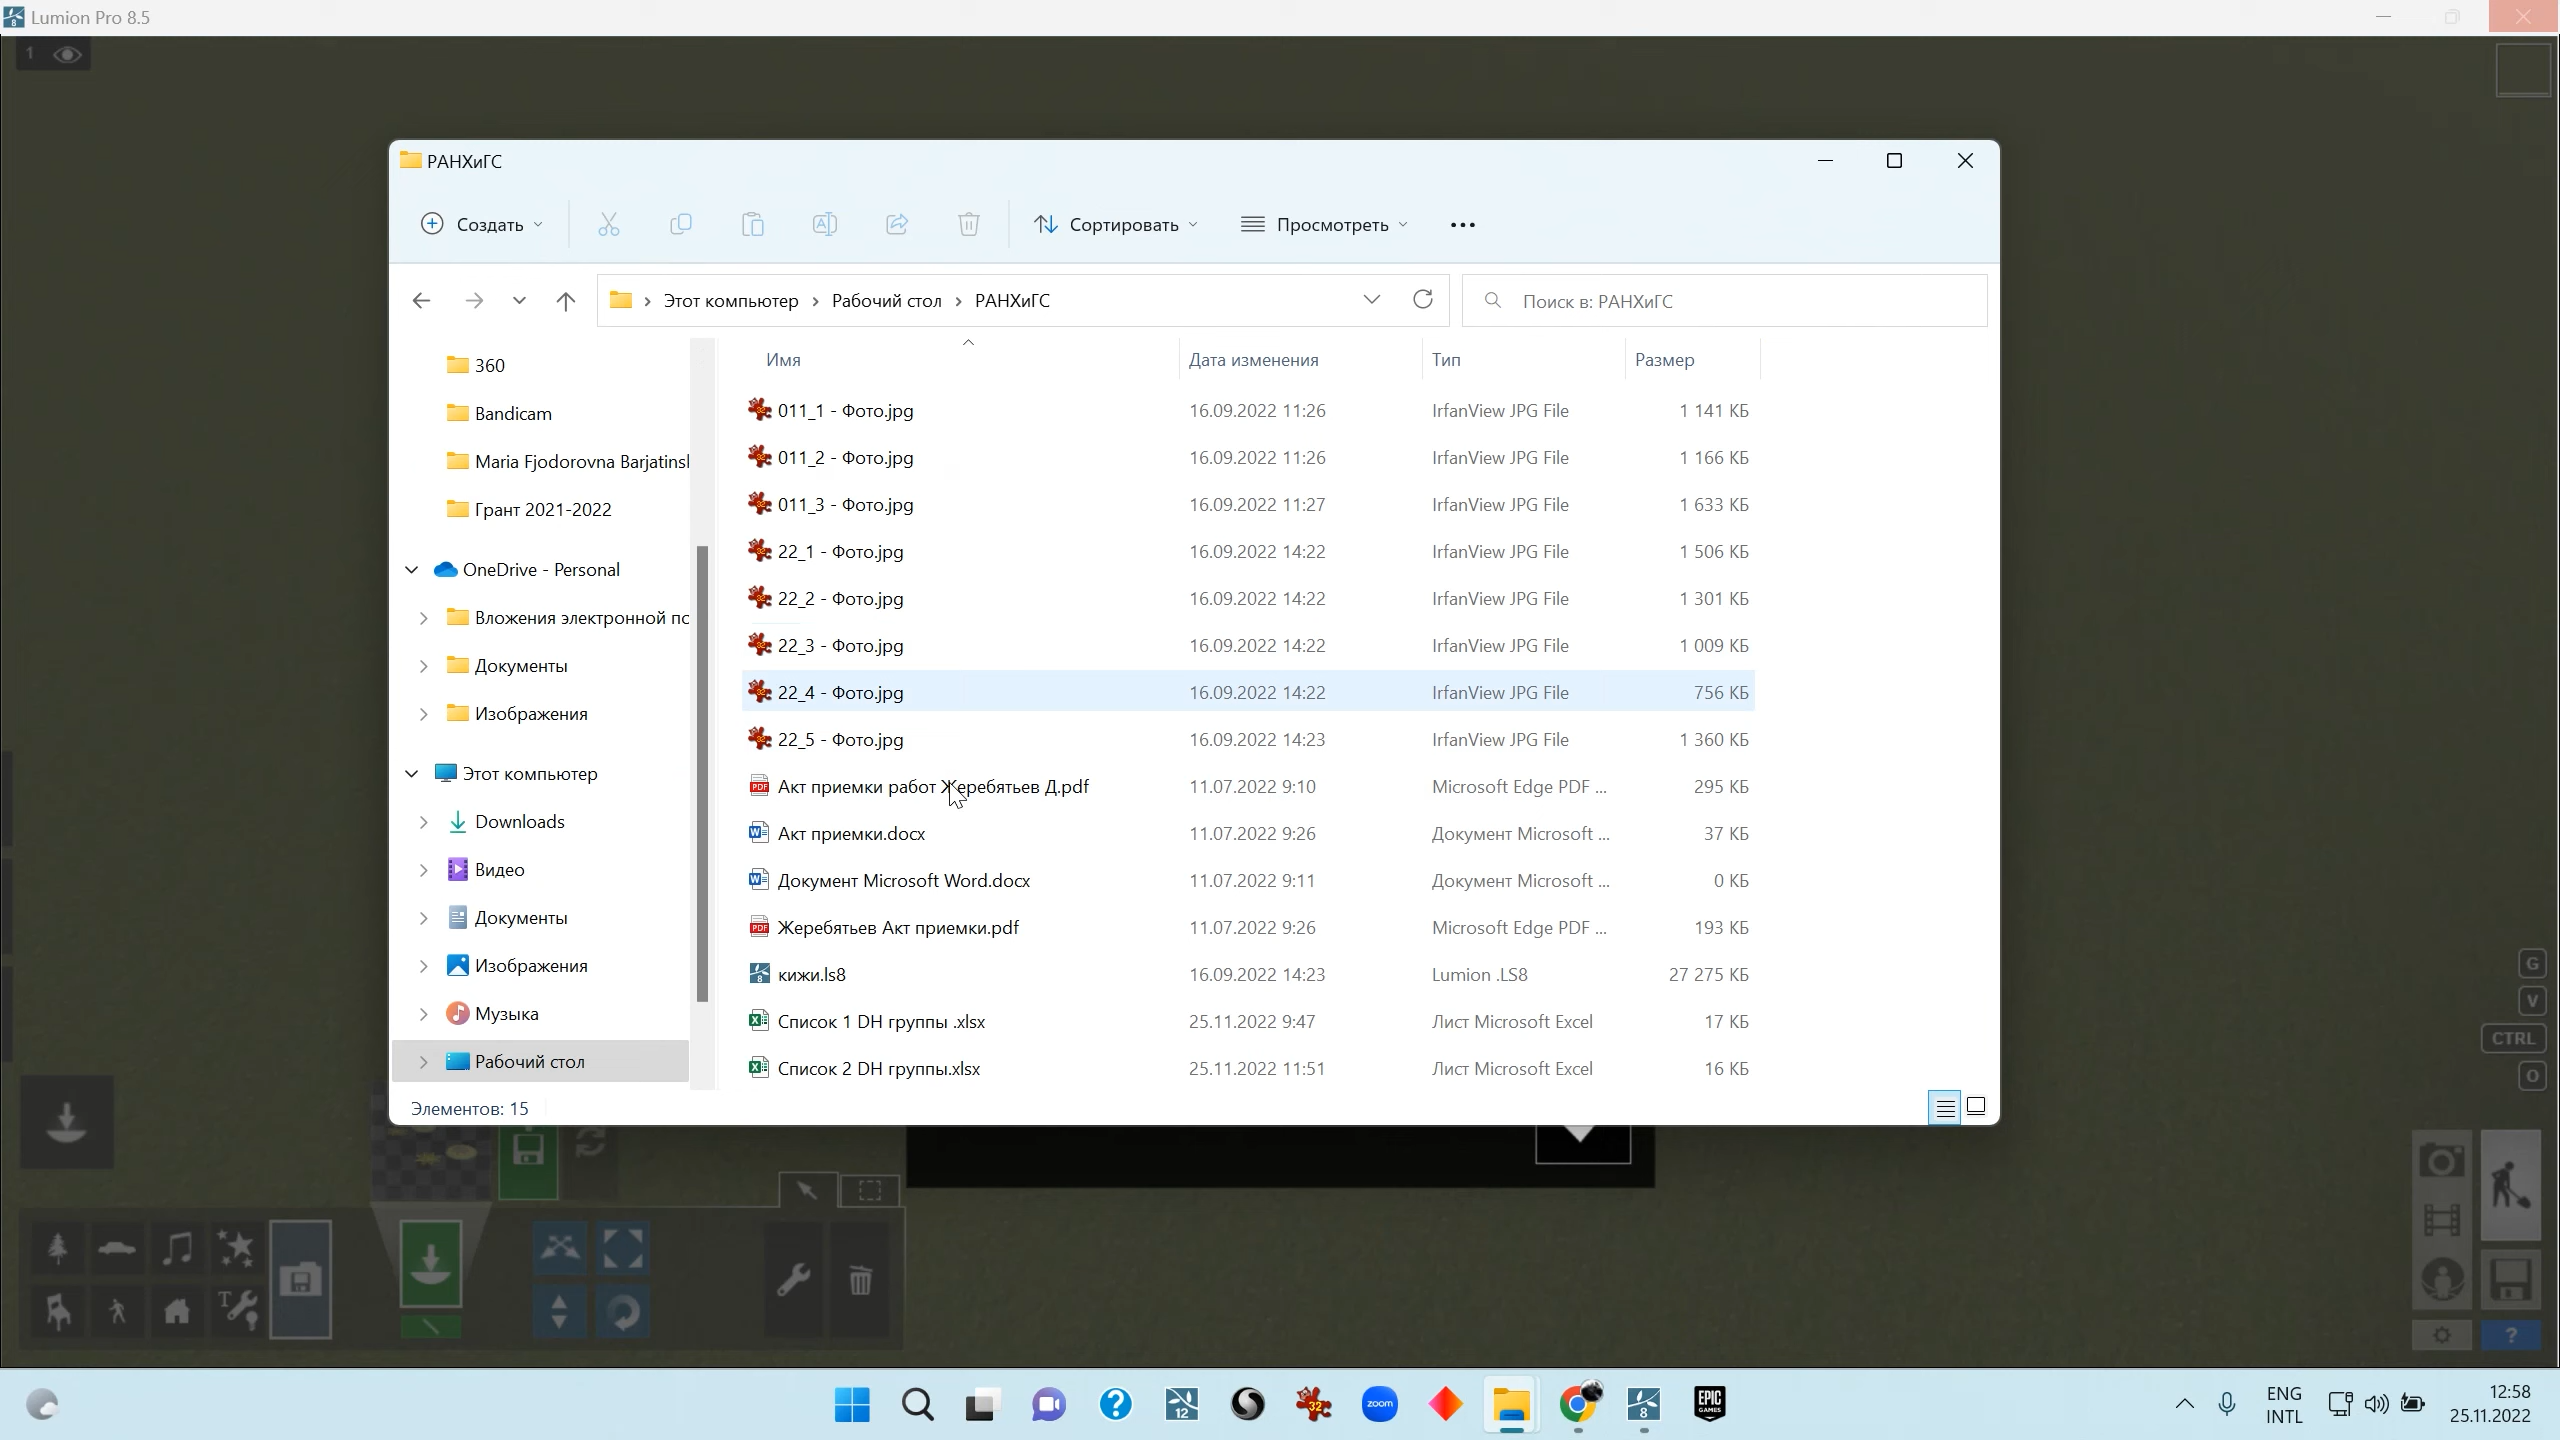 Lumion Pro 8.5
1
РАНХиГС
Создать
Сортировать
Просмотреть
Этот компьютер > Рабочий стол > РАНХиГС
Поиск в: РАНХиГС
360
Bandicam
Maria Fjodorovna Barjatinsl
Грант 2021-2022
OneDrive - Personal
Вложения электронной пс
Документы
Изображения
Этот компьютер
Downloads
Видео
Документы
Изображения
Музыка
Рабочий стол
Имя Дата изменения Тип Размер
011_1 - Фото.jpg 16.09.2022 11:26 IrfanView JPG File 1 141 КБ
011_2 - Фото.jpg 16.09.2022 11:26 IrfanView JPG File 1 166 КБ
011_3 - Фото.jpg 16.09.2022 11:27 IrfanView JPG File 1 633 КБ
22_1 - Фото.jpg 16.09.2022 14:22 IrfanView JPG File 1 506 КБ
22_2 - Фото.jpg 16.09.2022 14:22 IrfanView JPG File 1 301 КБ
22_3 - Фото.jpg 16.09.2022 14:22 IrfanView JPG File 1 009 КБ
22_4 - Фото.jpg 16.09.2022 14:22 IrfanView JPG File 756 КБ
22_5 - Фото.jpg 16.09.2022 14:23 IrfanView JPG File 1 360 КБ
Акт приемки работ Жеребятьев Д.pdf 11.07.2022 9:10 Microsoft Edge PDF ... 295 КБ
Акт приемки.docx 11.07.2022 9:26 Документ Microsoft ... 37 КБ
Документ Microsoft Word.docx 11.07.2022 9:11 Документ Microsoft ... 0 КБ
Жеребятьев Акт приемки.pdf 11.07.2022 9:26 Microsoft Edge PDF ... 193 КБ
кижи.ls8 16.09.2022 14:23 Lumion .LS8 27 275 КБ
Список 1 DH группы .xlsx 25.11.2022 9:47 Лист Microsoft Excel 17 КБ
Список 2 DH группы.xlsx 25.11.2022 11:51 Лист Microsoft Excel 16 КБ
Элементов: 15
G
V
CTRL
O
?
12
32
zoom
8
EPIC
GAMES
ENG
INTL
12:58
25.11.2022